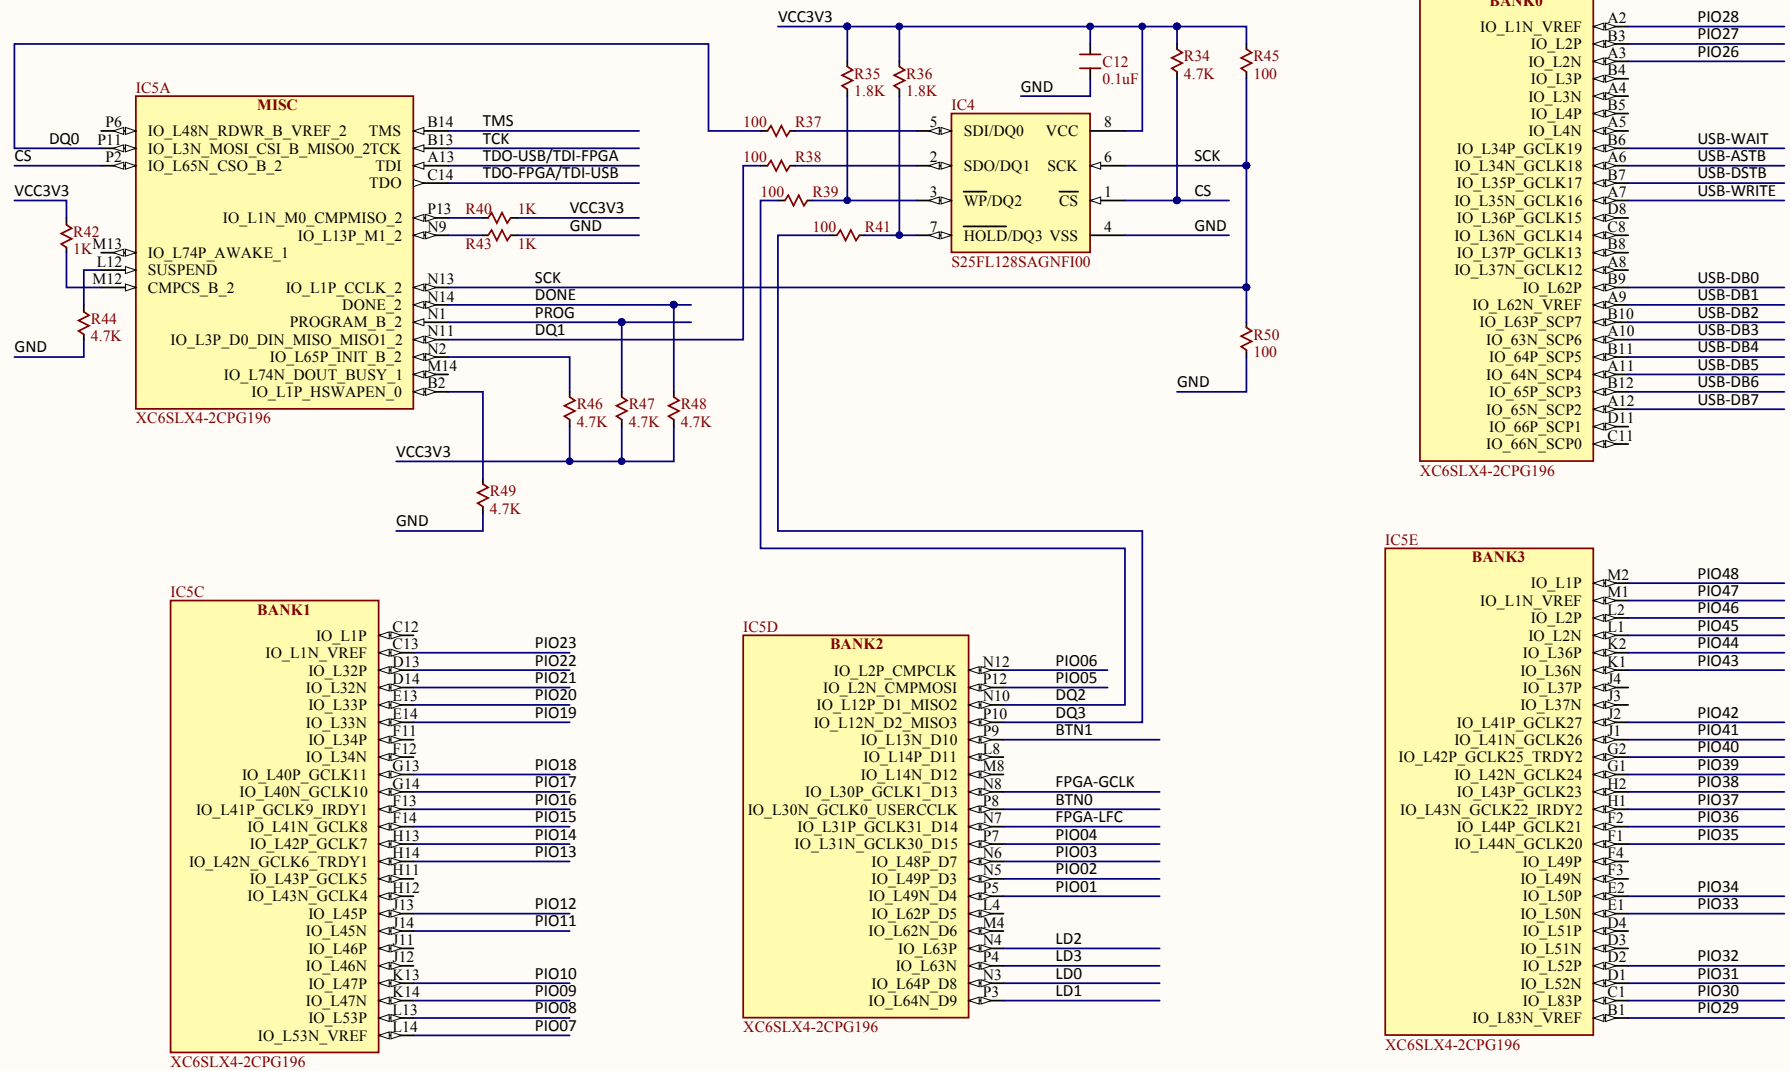 VCC3V3
R35
1.8K
R36
1.8K
C12
0.1uF
GND
R34
4.7K
R45
100
IC5A
MISC
P6 IO_L48N_RDWR_B_VREF_2
DQ0 P11 IO_L3N_MOSI_CSI_B_MISO0_2
CS P2 IO_L65N_CSO_B_2
TMS B14 TMS
TCK B13 TCK
TDI A13 TDO-USB/TDI-FPGA
TDO C14 TDO-FPGA/TDI-USB
VCC3V3
R42
1K
IO_L1N_M0_CMPMISO_2 P13 R40 1K VCC3V3
IO_L13P_M1_2 N9 R43 1K GND
M13 IO_L74P_AWAKE_1
L12 SUSPEND
M12 CMPCS_B_2
R44
4.7K
GND
IO_L1P_CCLK_2 N13 SCK
DONE_2 N14 DONE
PROGRAM_B_2 N1 PROG
IO_L3P_D0_DIN_MISO_MISO1_2 N11 DQ1
IO_L65P_INIT_B_2 N2
IO_L74N_DOUT_BUSY_1 M14
IO_L1P_HSWAPEN_0 B2
XC6SLX4-2CPG196
R46
4.7K
R47
4.7K
R48
4.7K
VCC3V3
R49
4.7K
GND
IC4
100 R37 5 SDI/DQ0 VCC 8
100 R38 2 SDO/DQ1 SCK 6 SCK
100 R39 3 WP/DQ2 CS 1 CS
100 R41 7 HOLD/DQ3 VSS 4 GND
S25FL128SAGNFI00
R50
100
GND
BANK0
IO_L1N_VREF A2 PIO28
IO_L2P B3 PIO27
IO_L2N A3 PIO26
IO_L3P B4
IO_L3N A4
IO_L4P B5
IO_L4N A5
IO_L34P_GCLK19 B6 USB-WAIT
IO_L34N_GCLK18 A6 USB-ASTB
IO_L35P_GCLK17 B7 USB-DSTB
IO_L35N_GCLK16 A7 USB-WRITE
IO_L36P_GCLK15 D8
IO_L36N_GCLK14 C8
IO_L37P_GCLK13 B8
IO_L37N_GCLK12 A8
IO_L62P B9 USB-DB0
IO_L62N_VREF A9 USB-DB1
IO_L63P_SCP7 B10 USB-DB2
IO_63N_SCP6 A10 USB-DB3
IO_64P_SCP5 B11 USB-DB4
IO_64N_SCP4 A11 USB-DB5
IO_65P_SCP3 B12 USB-DB6
IO_65N_SCP2 A12 USB-DB7
IO_66P_SCP1 D11
IO_66N_SCP0 C11
XC6SLX4-2CPG196
IC5C
BANK1
IO_L1P C12
IO_L1N_VREF C13 PIO23
IO_L32P D13 PIO22
IO_L32N D14 PIO21
IO_L33P E13 PIO20
IO_L33N E14 PIO19
IO_L34P F11
IO_L34N F12
IO_L40P_GCLK11 G13 PIO18
IO_L40N_GCLK10 G14 PIO17
IO_L41P_GCLK9_IRDY1 F13 PIO16
IO_L41N_GCLK8 F14 PIO15
IO_L42P_GCLK7 H13 PIO14
IO_L42N_GCLK6_TRDY1 H14 PIO13
IO_L43P_GCLK5 H11
IO_L43N_GCLK4 H12
IO_L45P J13 PIO12
IO_L45N J14 PIO11
IO_L46P J11
IO_L46N J12
IO_L47P K13 PIO10
IO_L47N K14 PIO09
IO_L53P L13 PIO08
IO_L53N_VREF L14 PIO07
XC6SLX4-2CPG196
IC5D
BANK2
IO_L2P_CMPCLK N12 PIO06
IO_L2N_CMPMOSI P12 PIO05
IO_L12P_D1_MISO2 N10 DQ2
IO_L12N_D2_MISO3 P10 DQ3
IO_L13N_D10 P9 BTN1
IO_L14P_D11 L8
IO_L14N_D12 M8
IO_L30P_GCLK1_D13 N8 FPGA-GCLK
IO_L30N_GCLK0_USERCCLK P8 BTN0
IO_L31P_GCLK31_D14 N7 FPGA-LFC
IO_L31N_GCLK30_D15 P7 PIO04
IO_L48P_D7 N6 PIO03
IO_L49P_D3 N5 PIO02
IO_L49N_D4 P5 PIO01
IO_L62P_D5 L4
IO_L62N_D6 M4
IO_L63P N4 LD2
IO_L63N P4 LD3
IO_L64P_D8 N3 LD0
IO_L64N_D9 P3 LD1
XC6SLX4-2CPG196
IC5E
BANK3
IO_L1P M2 PIO48
IO_L1N_VREF M1 PIO47
IO_L2P L2 PIO46
IO_L2N L1 PIO45
IO_L36P K2 PIO44
IO_L36N K1 PIO43
IO_L37P J4
IO_L37N J3
IO_L41P_GCLK27 J2 PIO42
IO_L41N_GCLK26 J1 PIO41
IO_L42P_GCLK25_TRDY2 G2 PIO40
IO_L42N_GCLK24 G1 PIO39
IO_L43P_GCLK23 H2 PIO38
IO_L43N_GCLK22_IRDY2 H1 PIO37
IO_L44P_GCLK21 F2 PIO36
IO_L44N_GCLK20 F1 PIO35
IO_L49P F4
IO_L49N F3
IO_L50P E2 PIO34
IO_L50N E1 PIO33
IO_L51P D4
IO_L51N D3
IO_L52P D2 PIO32
IO_L52N D1 PIO31
IO_L83P C1 PIO30
IO_L83N_VREF B1 PIO29
XC6SLX4-2CPG196